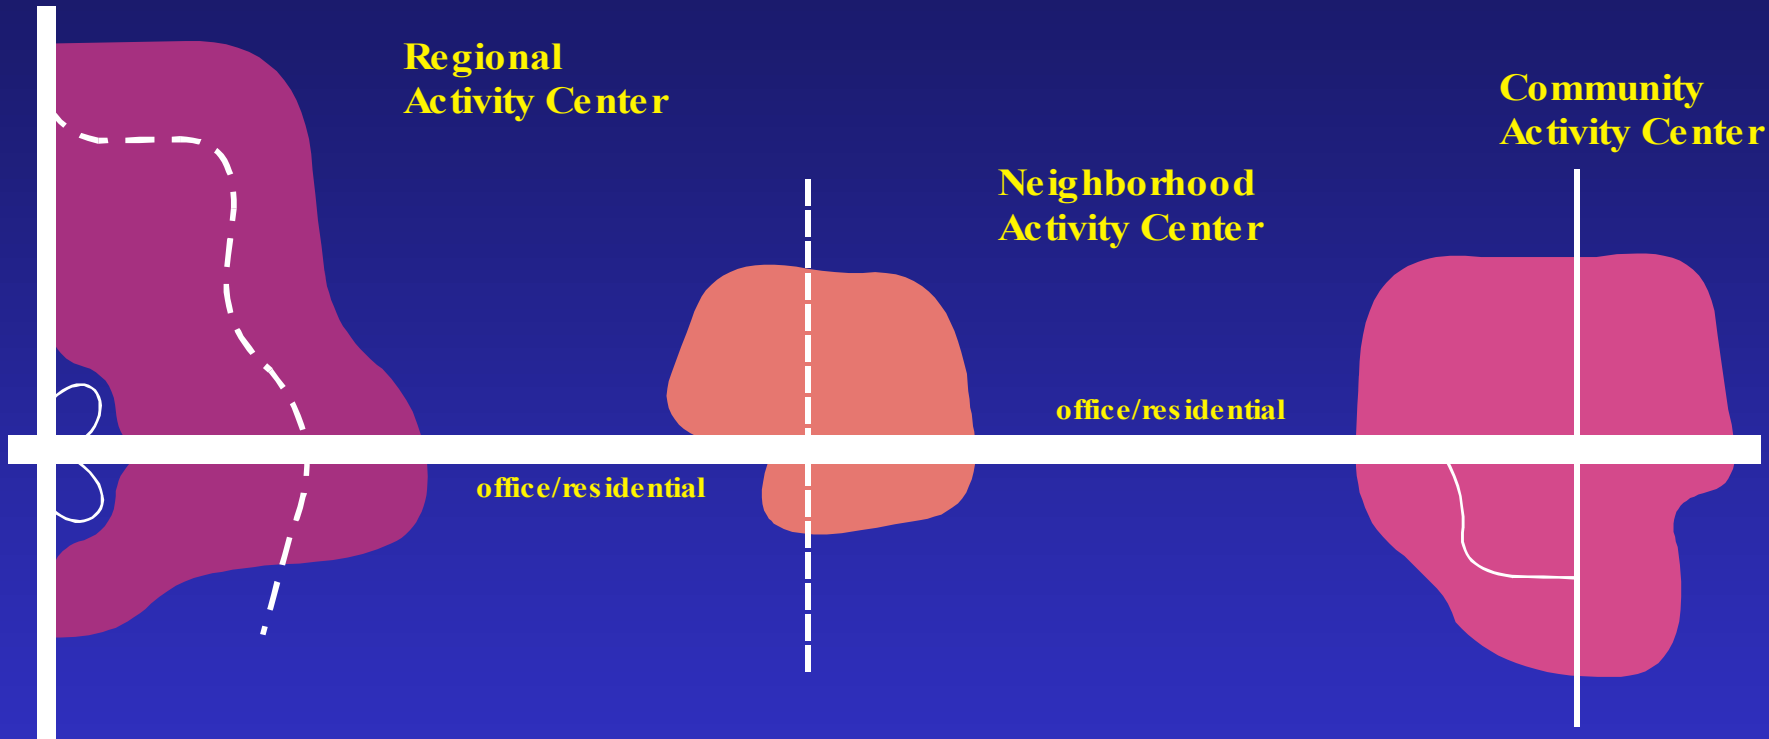 Regional
Activity Center
Community
Activity Center
Neighborhood
Activity Center
office/residential
office/residential